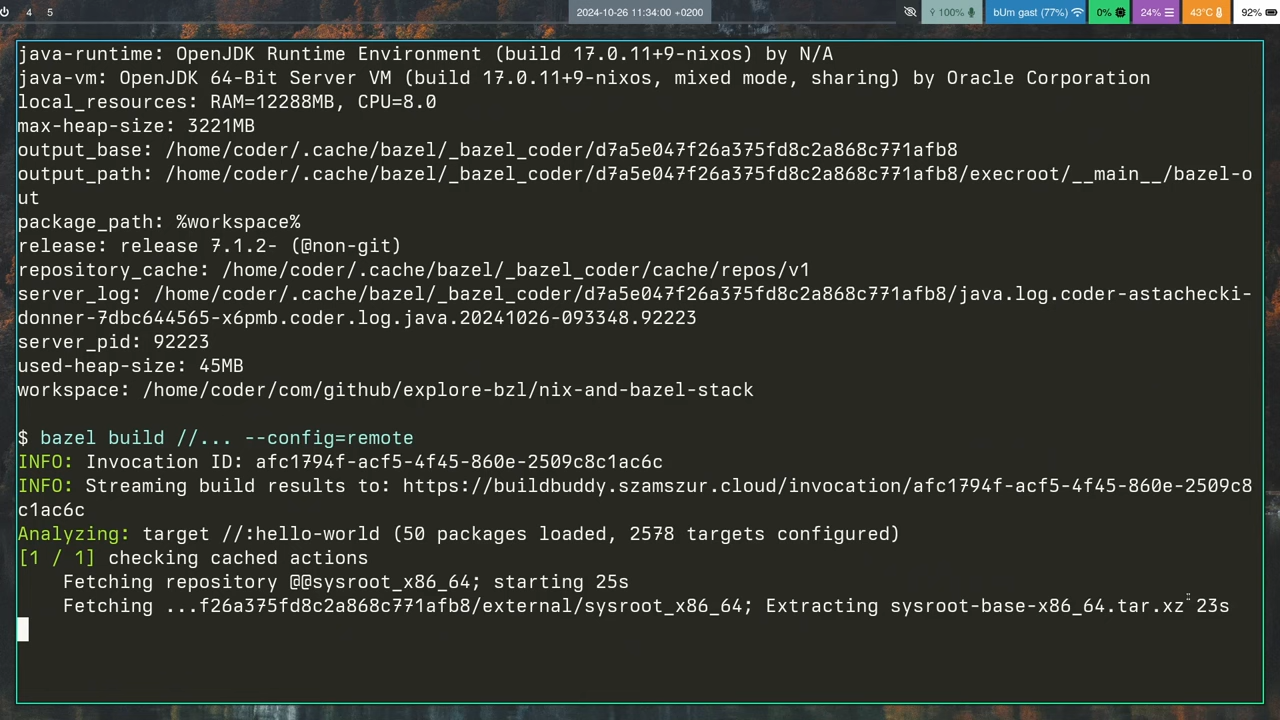 4 5 2024-10-26 11:34:00 +0200 100% bUm gast (77%) 0% 24% 43°C 92%
java-runtime: OpenJDK Runtime Environment (build 17.0.11+9-nixos) by N/A
java-vm: OpenJDK 64-Bit Server VM (build 17.0.11+9-nixos, mixed mode, sharing) by Oracle Corporation
local_resources: RAM=12288MB, CPU=8.0
max-heap-size: 3221MB
output_base: /home/coder/.cache/bazel/_bazel_coder/d7a5e047f26a375fd8c2a868c771afb8
output_path: /home/coder/.cache/bazel/_bazel_coder/d7a5e047f26a375fd8c2a868c771afb8/execroot/__main__/bazel-o
ut
package_path: %workspace%
release: release 7.1.2- (@non-git)
repository_cache: /home/coder/.cache/bazel/_bazel_coder/cache/repos/v1
server_log: /home/coder/.cache/bazel/_bazel_coder/d7a5e047f26a375fd8c2a868c771afb8/java.log.coder-astachecki-
donner-7dbc644565-x6pmb.coder.log.java.20241026-093348.92223
server_pid: 92223
used-heap-size: 45MB
workspace: /home/coder/com/github/explore-bzl/nix-and-bazel-stack
$ bazel build //... --config=remote
INFO: Invocation ID: afc1794f-acf5-4f45-860e-2509c8c1ac6c
INFO: Streaming build results to: https://buildbuddy.szamszur.cloud/invocation/afc1794f-acf5-4f45-860e-2509c8
c1ac6c
Analyzing: target //:hello-world (50 packages loaded, 2578 targets configured)
[1 / 1] checking cached actions
Fetching repository @@sysroot_x86_64; starting 25s
Fetching ...f26a375fd8c2a868c771afb8/external/sysroot_x86_64; Extracting sysroot-base-x86_64.tar.xz 23s